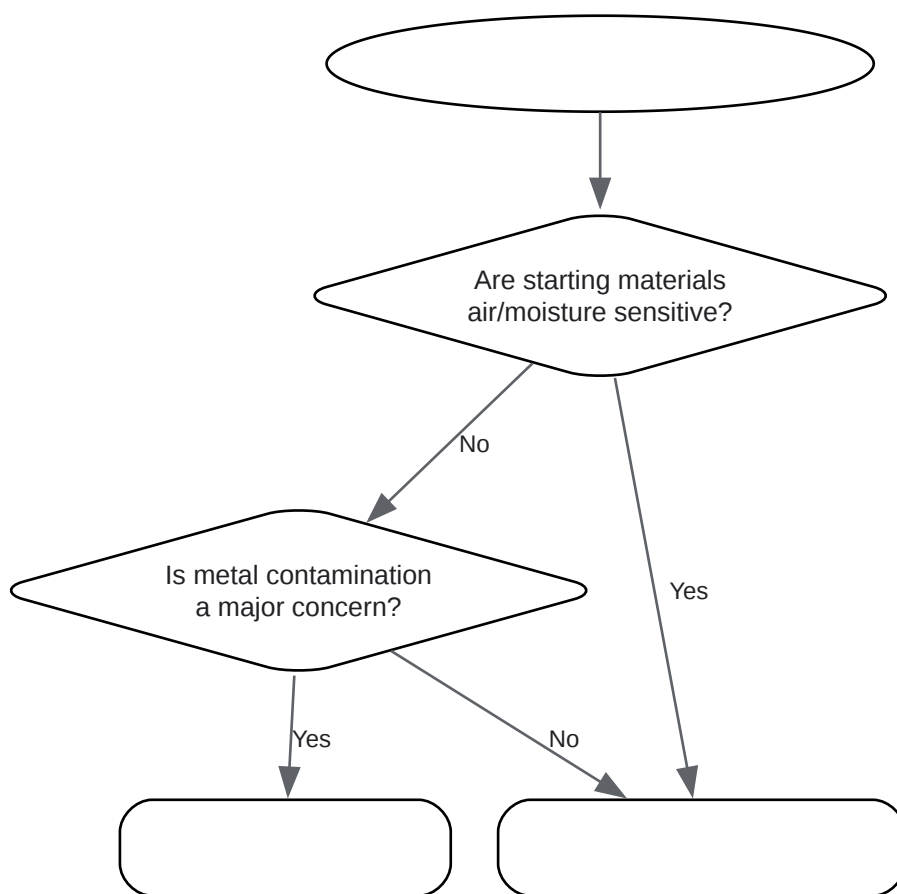 Are starting materials
air/moisture sensitive?
No
Is metal contamination
a major concern?
Yes
Yes
No